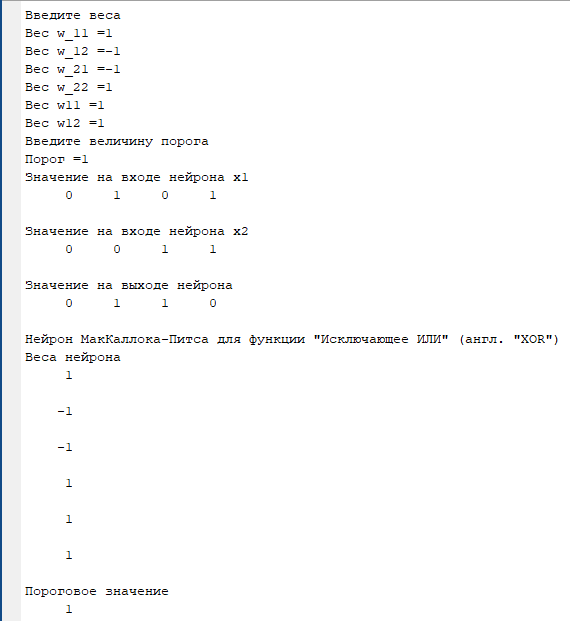 Введите веса
Вес w_11 =1
Вес w_12 =-1
Вес w_21 =-1
Вес w_22 =1
Вес w11 =1
Вес w12 =1
Введите величину порога
Порог =1
Значение на входе нейрона x1
0 1 0 1
Значение на входе нейрона x2
0 0 1 1
Значение на выходе нейрона
0 1 1 0
Нейрон МакКаллока-Питса для функции "Исключающее ИЛИ" (англ. "XOR")
Веса нейрона
1
-1
-1
1
1
1
Пороговое значение
1